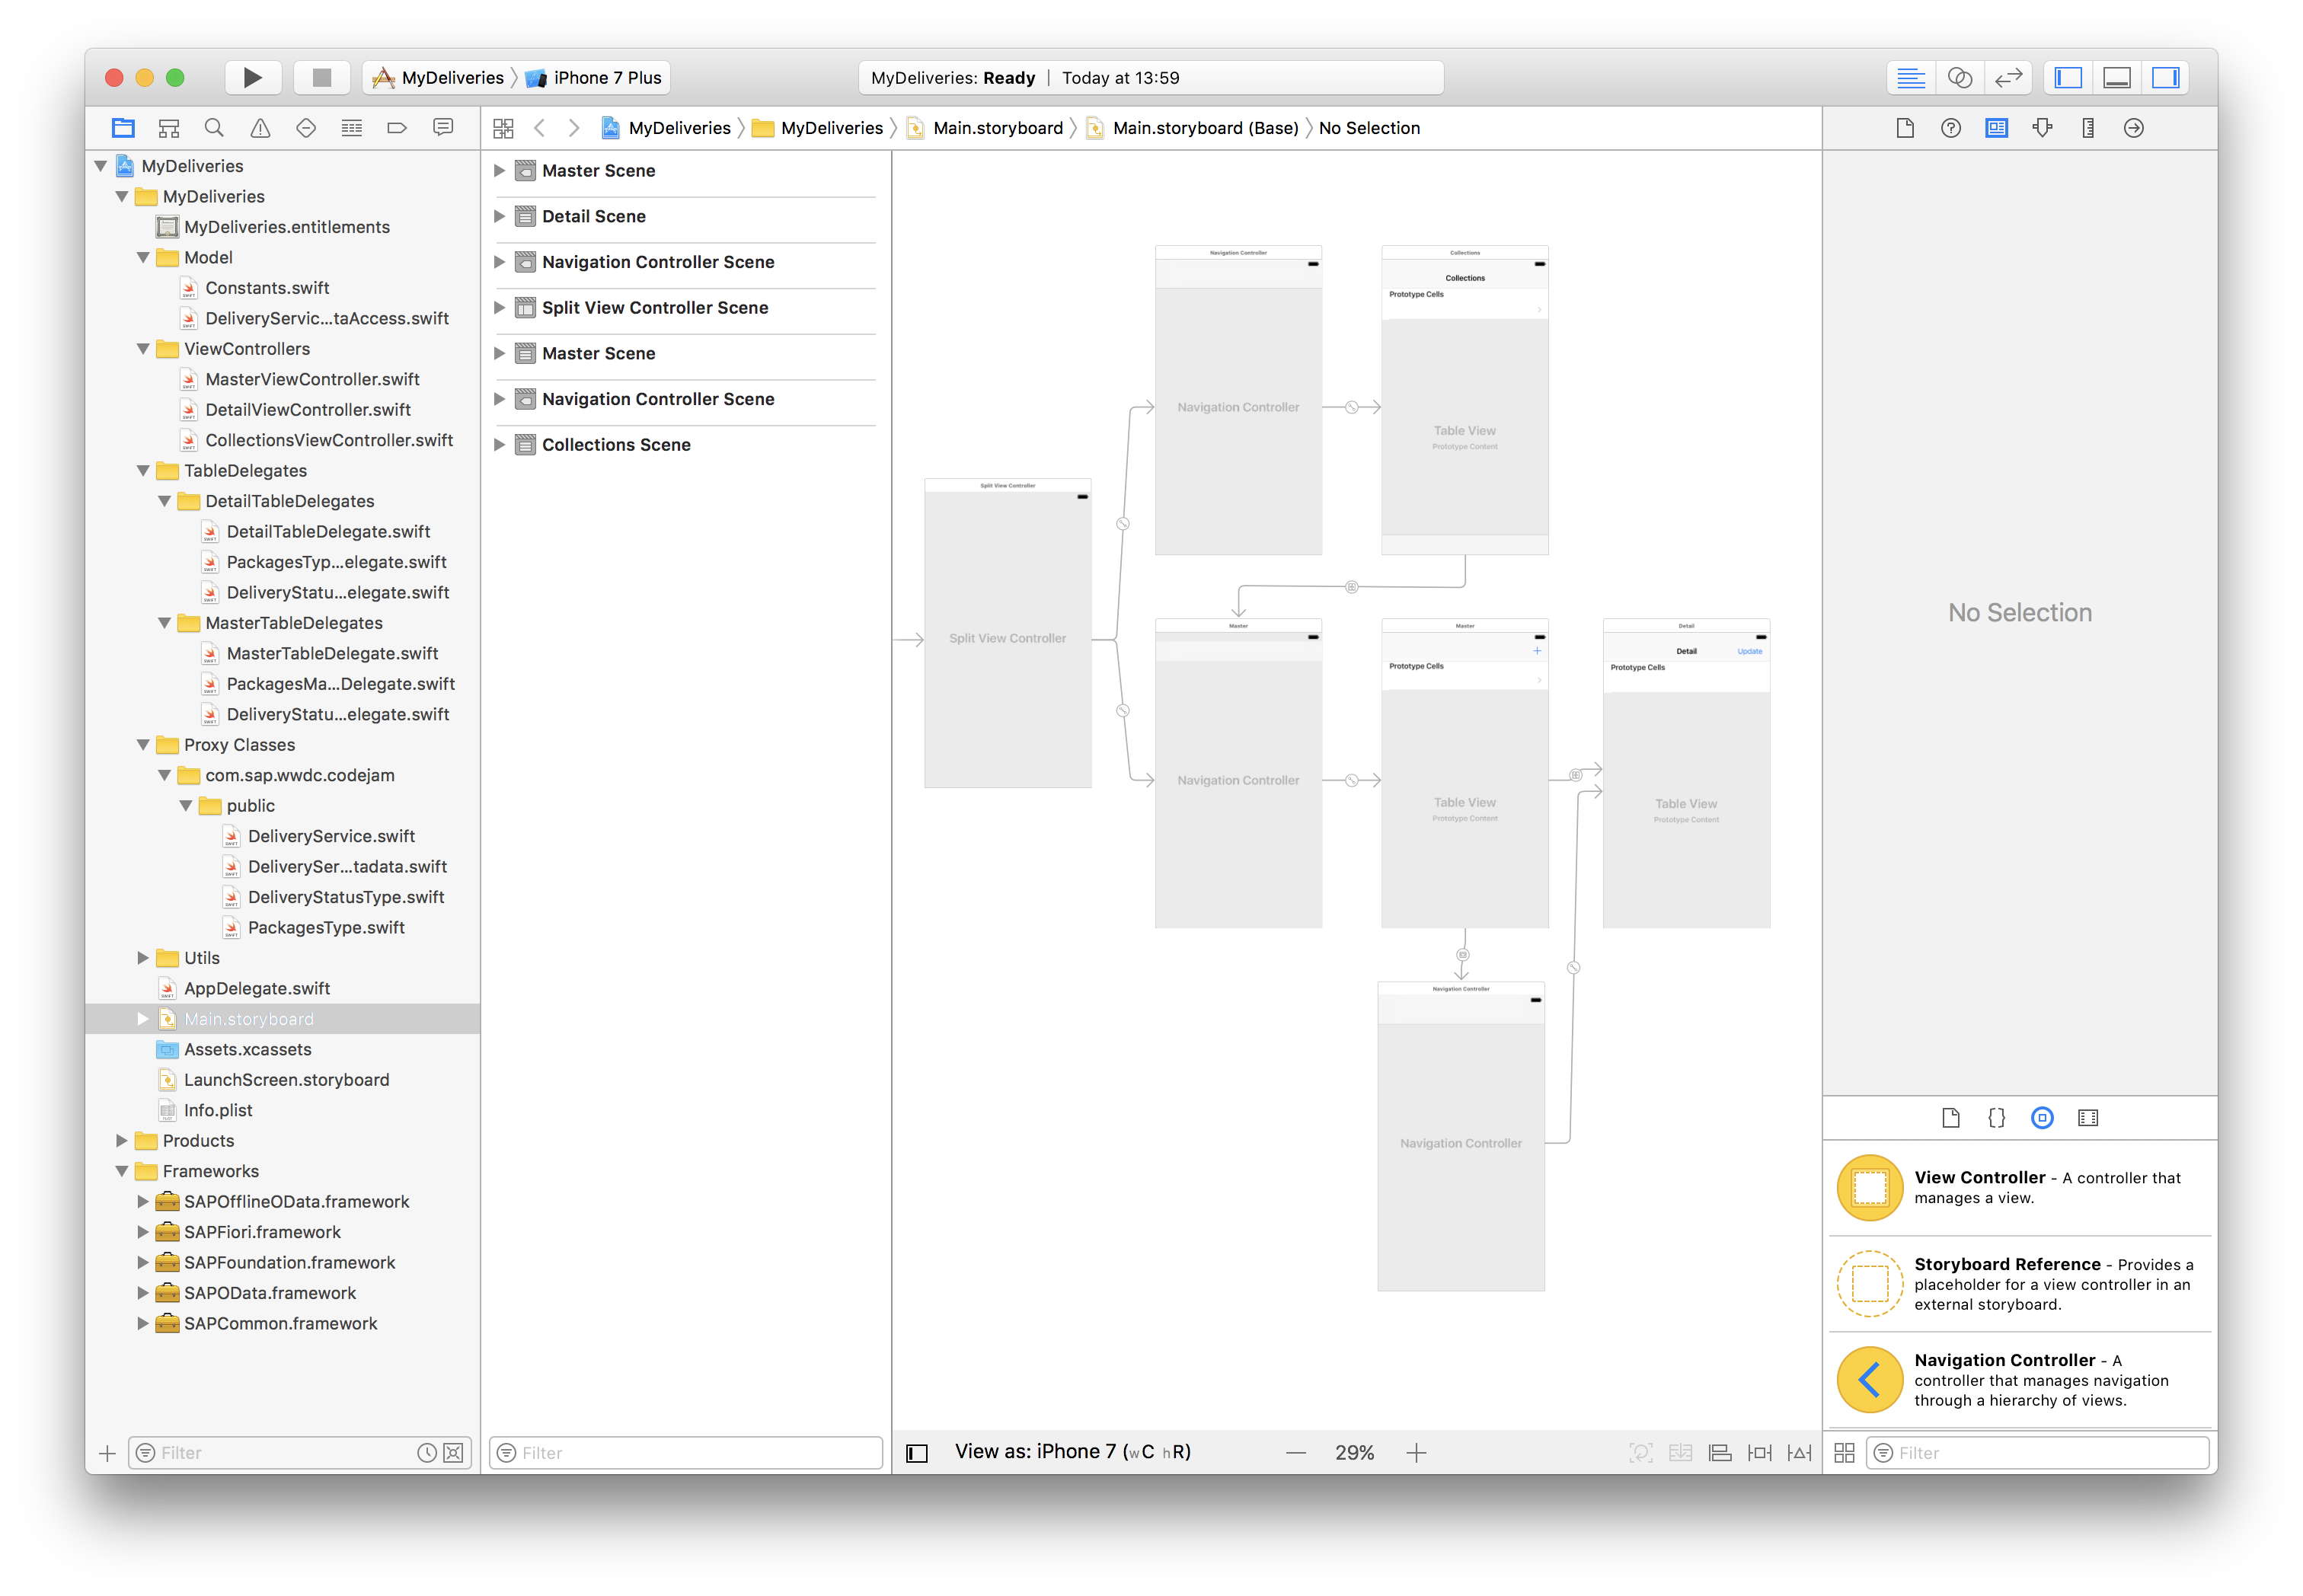 MyDeliveries
iPhone 7 Plus
MyDeliveries: Ready | Today at 13:59
MyDeliveries
MyDeliveries
Main.storyboard
Main.storyboard (Base)
No Selection
MyDeliveries
MyDeliveries
MyDeliveries.entitlements
Model
Constants.swift
DeliveryServic...taAccess.swift
ViewControllers
MasterViewController.swift
DetailViewController.swift
CollectionsViewController.swift
TableDelegates
DetailTableDelegates
DetailTableDelegate.swift
PackagesTyp...elegate.swift
DeliveryStatu...elegate.swift
MasterTableDelegates
MasterTableDelegate.swift
PackagesMa...Delegate.swift
DeliveryStatu...elegate.swift
Proxy Classes
com.sap.wwdc.codejam
public
DeliveryService.swift
DeliverySer...tadata.swift
DeliveryStatusType.swift
PackagesType.swift
Utils
AppDelegate.swift
Main.storyboard
Assets.xcassets
LaunchScreen.storyboard
Info.plist
Products
Frameworks
SAPOfflineOData.framework
SAPFiori.framework
SAPFoundation.framework
SAPOData.framework
SAPCommon.framework
Filter
Master Scene
Detail Scene
Navigation Controller Scene
Split View Controller Scene
Master Scene
Navigation Controller Scene
Collections Scene
Filter
Navigation Controller
Navigation Controller
Collections
Collections
Prototype Cells
Table View
Prototype Content
Split View Controller
Split View Controller
Master
Navigation Controller
Master
Prototype Cells
Table View
Prototype Content
Detail
Detail
Update
Prototype Cells
Table View
Prototype Content
Navigation Controller
Navigation Controller
View as: iPhone 7 (wC hR)
29%
No Selection
View Controller - A controller that
manages a view.
Storyboard Reference - Provides a
placeholder for a view controller in an
external storyboard.
Navigation Controller - A
controller that manages navigation
through a hierarchy of views.
Filter